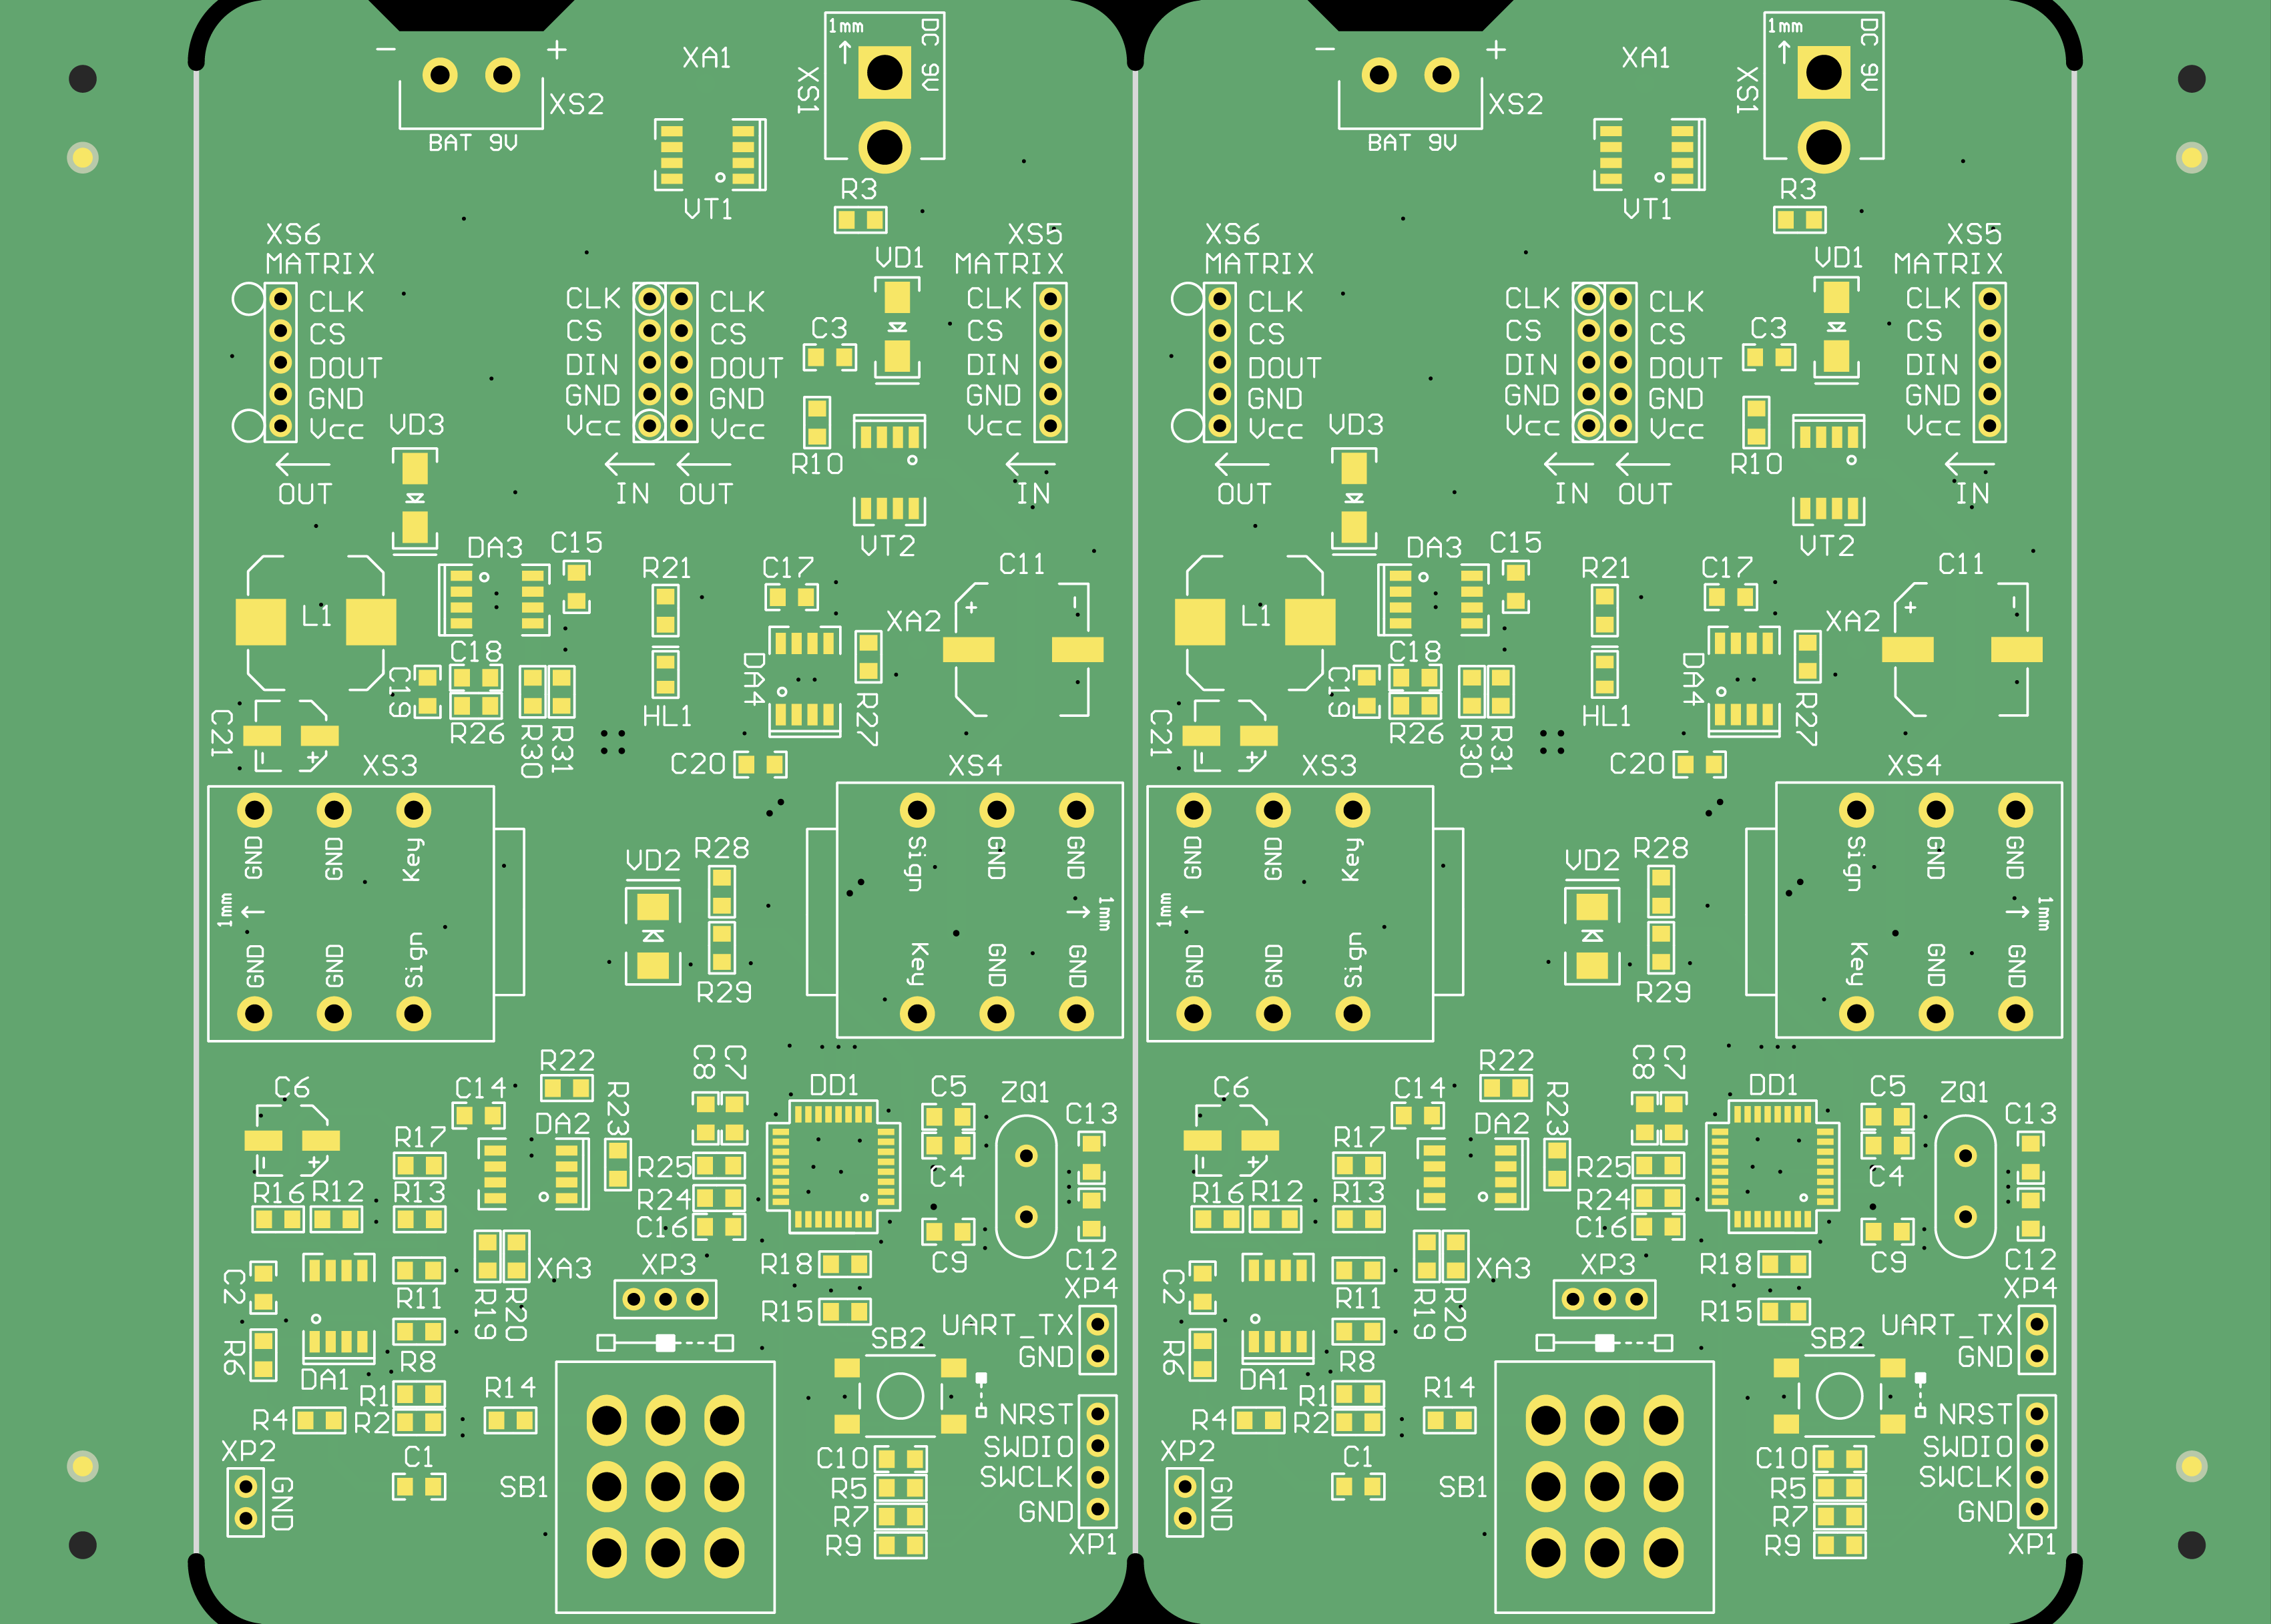 1mm
DC 9V
XS1
XA1
- +
XS2
BAT 9V
VT1
R3
XS6
MATRIX
CLK
CS
DOUT
GND
Vcc
OUT
CLK
CS
DIN
GND
Vcc
IN
CLK
CS
DOUT
GND
Vcc
OUT
VD1
C3
R10
VT2
XS5
MATRIX
CLK
CS
DIN
GND
Vcc
IN
VD3
DA3
C15
L1
C18
C19
R26
R30
R31
C21
- +
R21
HL1
C17
DA4
R27
XA2
C11
+ -
C20
XS3
GND
GND
Key
1mm
GND
GND
Sign
VD2
R28
R29
XS4
Sign
GND
GND
1mm
Key
GND
GND
C6
- +
C14
R22
R23
DA2
R17
R16
R12
R13
C8
C7
DD1
C5
C4
C9
ZQ1
C13
C12
R25
R24
C16
C2
R6
DA1
R11
R8
R19
R20
XA3
XP3
R18
R15
XP4
UART_TX
GND
SB2
R1
R2
R4
R14
C1
XP2
GND
SB1
C10
R5
R7
R9
NRST
SWDIO
SWCLK
GND
XP1
1mm
DC 9V
XS1
XA1
- +
XS2
BAT 9V
VT1
R3
XS6
MATRIX
CLK
CS
DOUT
GND
Vcc
OUT
CLK
CS
DIN
GND
Vcc
IN
CLK
CS
DOUT
GND
Vcc
OUT
VD1
C3
R10
VT2
XS5
MATRIX
CLK
CS
DIN
GND
Vcc
IN
VD3
DA3
C15
L1
C18
C19
R26
R30
R31
C21
- +
R21
HL1
C17
DA4
R27
XA2
C11
+ -
C20
XS3
GND
GND
Key
1mm
GND
GND
Sign
VD2
R28
R29
XS4
Sign
GND
GND
1mm
Key
GND
GND
C6
- +
C14
R22
R23
DA2
R17
R16
R12
R13
C8
C7
DD1
C5
C4
C9
ZQ1
C13
C12
R25
R24
C16
C2
R6
DA1
R11
R8
R19
R20
XA3
XP3
R18
R15
XP4
UART_TX
GND
SB2
R1
R2
R4
R14
C1
XP2
GND
SB1
C10
R5
R7
R9
NRST
SWDIO
SWCLK
GND
XP1